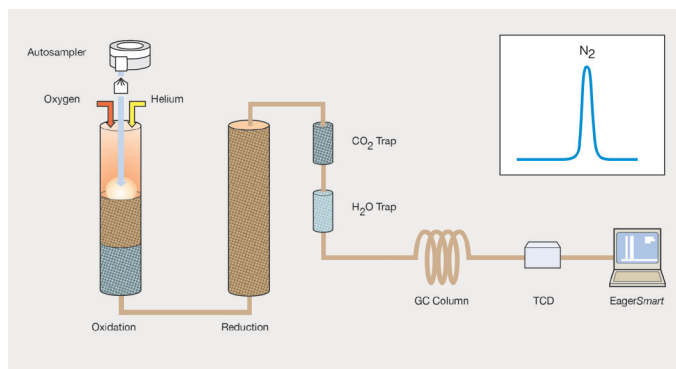 Autosampler
N2
Oxygen
Helium
CO2 Trap
H2O Trap
GC Column
TCD
EagerSmart
Oxidation
Reduction